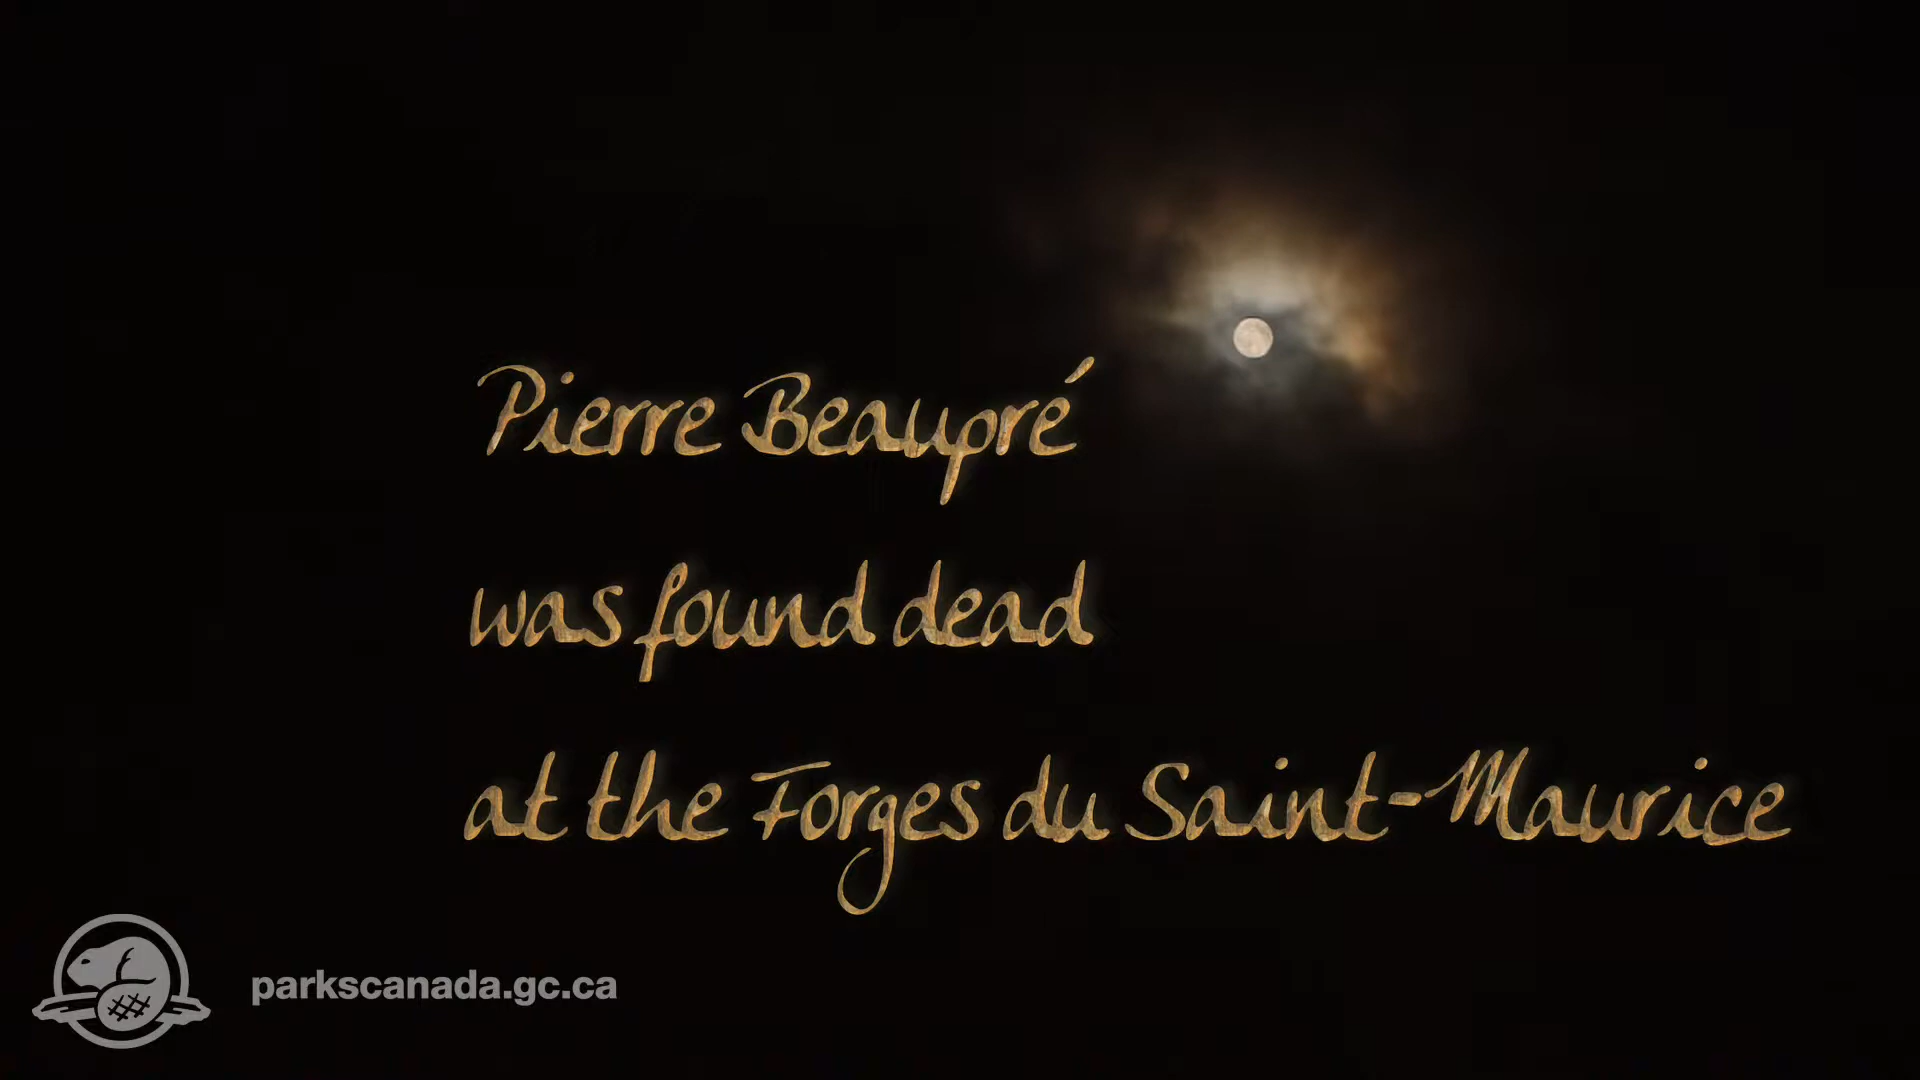 Pierre Beaupré
was found dead
at the Forges du Saint-Maurice
parkscanada.gc.ca